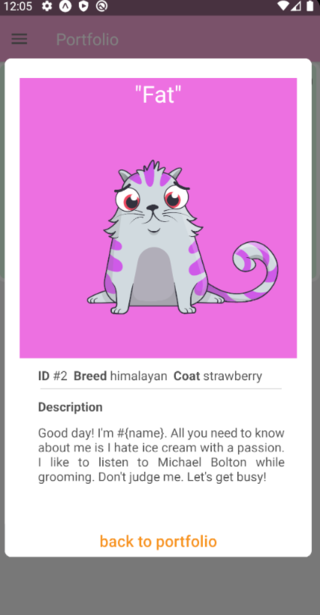 12:05
Portfolio
"Fat"
ID #2 Breed himalayan Coat strawberry
Description
Good day! I'm #{name}. All you need to know
about me is I hate ice cream with a passion.
I like to listen to Michael Bolton while
grooming. Don't judge me. Let's get busy!
back to portfolio